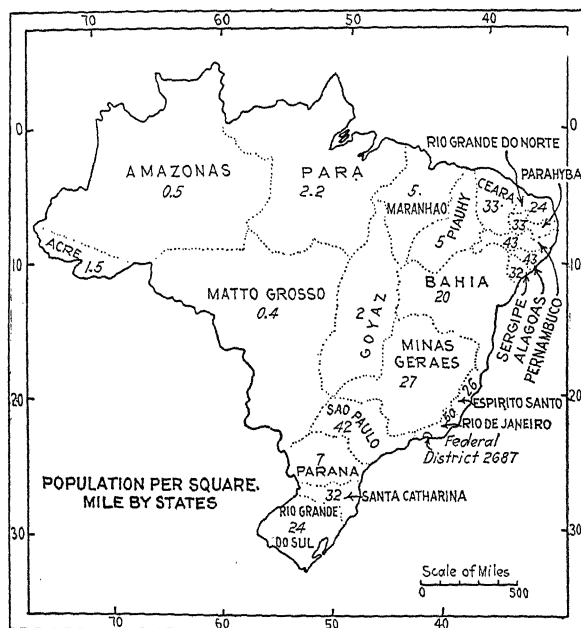 70 60 50 40
0 0
RIO GRANDE DO NORTE
PARAHYBA
AMAZONAS
0.5
PARÁ
2.2
5.
MARANHAO
PIAUHY
5
CEARA
33
24
33
43
43
32
ACRE 1.5
10 10
MATTO GROSSO
0.4
GOYAZ
2
BAHIA
20
SERGIPE
ALAGOAS
PERNAMBUCO
MINAS
GERAES
27
26
ESPIRITO SANTO
50
RIO DE JANEIRO
Federal
District 2687
20 20
SAO PAULO
42
7
PARANA
POPULATION PER SQUARE.
MILE BY STATES
32
SANTA CATHARINA
RIO GRANDE
24
DO SUL
30 30
Scale of Miles
0 500
70 60 50 40